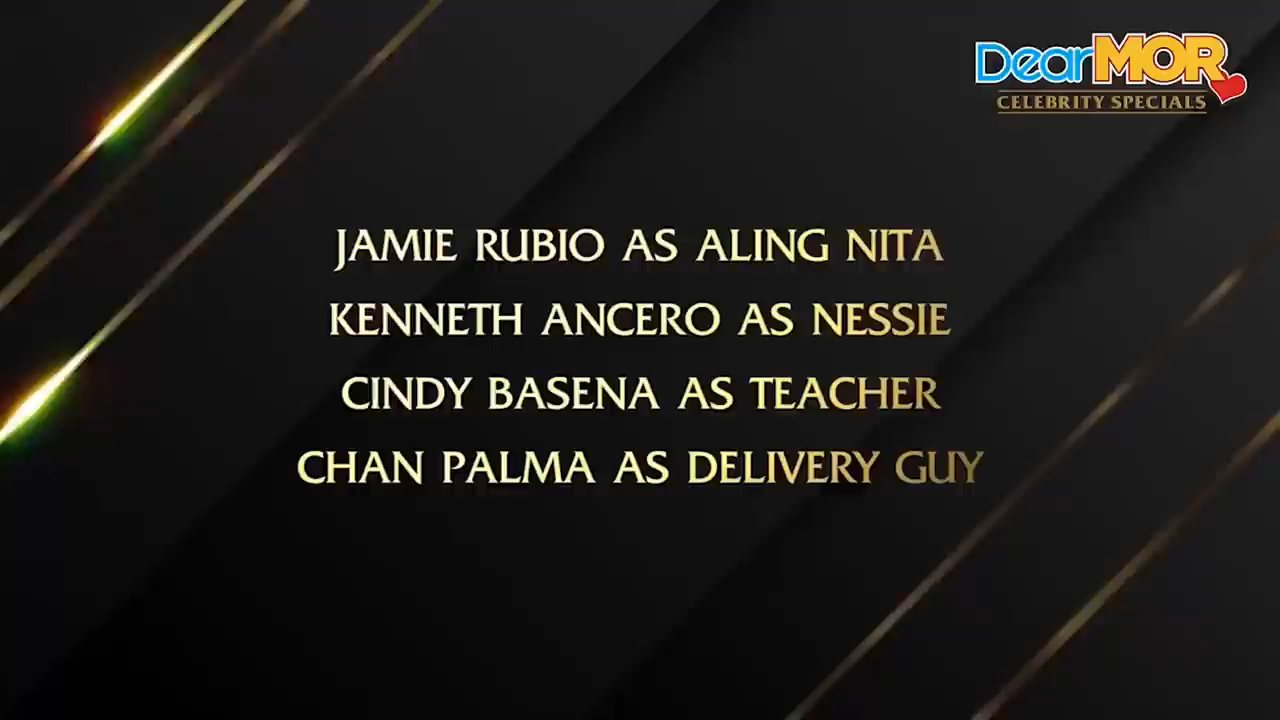 DearMOR
CELEBRITY SPECIALS
JAMIE RUBIO AS ALING NITA
KENNETH ANCERO AS NESSIE
CINDY BASENA AS TEACHER
CHAN PALMA AS DELIVERY GUY